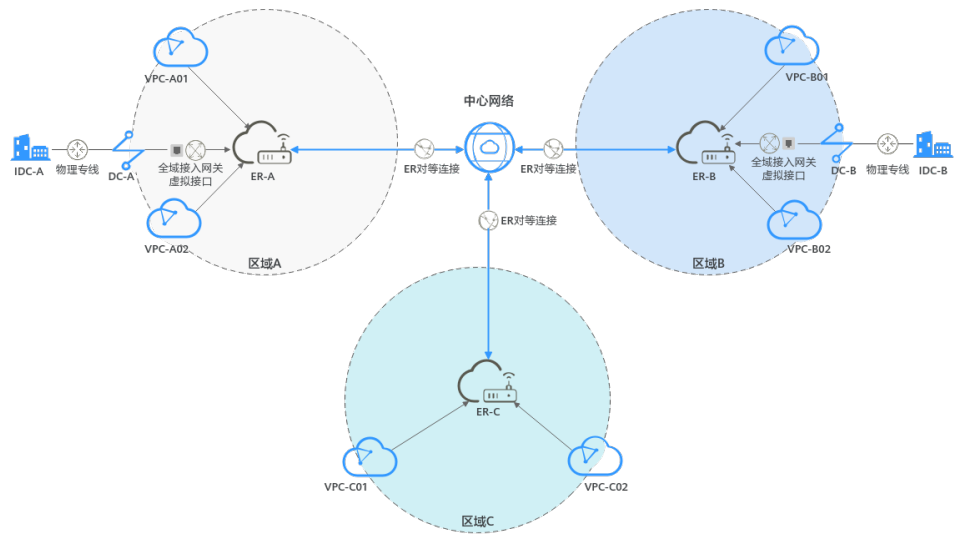 VPC-A01
IDC-A
物理专线
DC-A
全域接入网关
虚拟接口
ER-A
VPC-A02
区域A
ER对等连接
中心网络
ER对等连接
ER对等连接
VPC-B01
ER-B
全域接入网关
虚拟接口
DC-B
物理专线
IDC-B
VPC-B02
区域B
ER-C
VPC-C01
VPC-C02
区域C